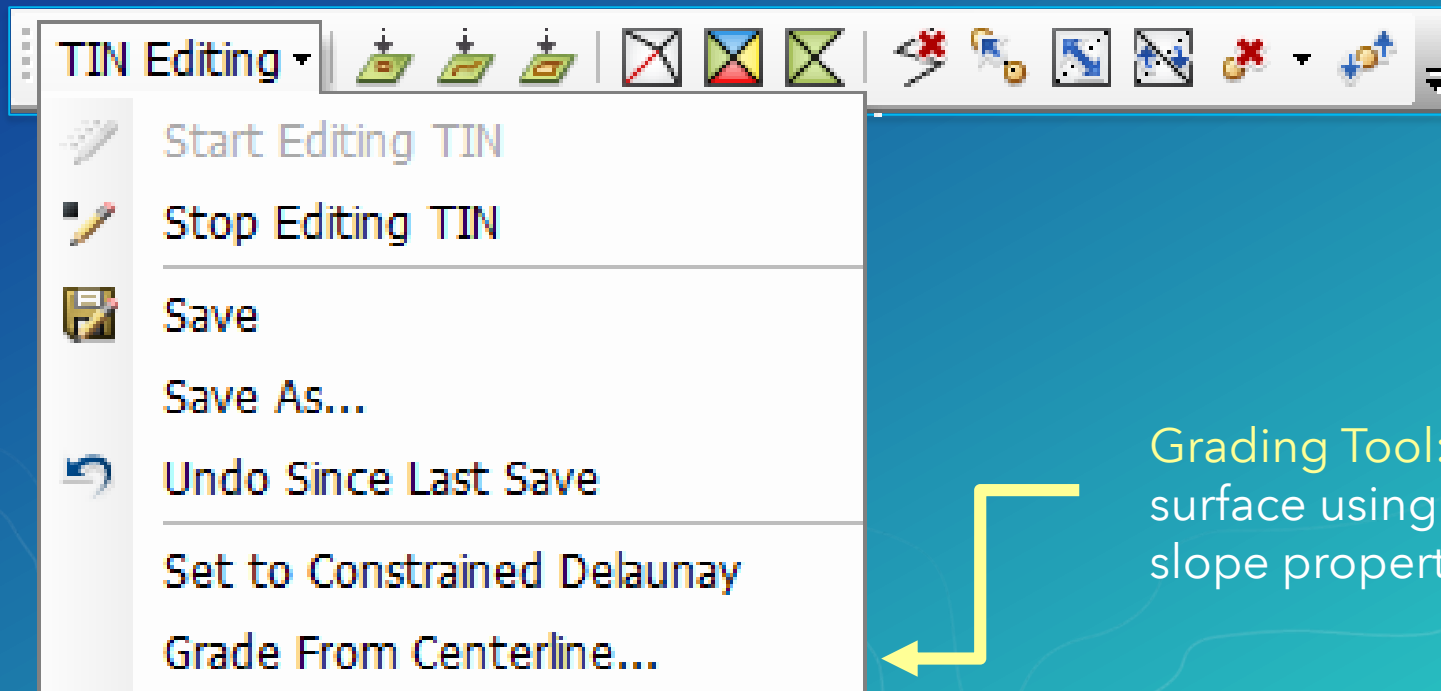 TIN Editing
Start Editing TIN
Stop Editing TIN
Save
Save As...
Undo Since Last Save
Set to Constrained Delaunay
Grade From Centerline...
Grading Tool:
surface using
slope propert